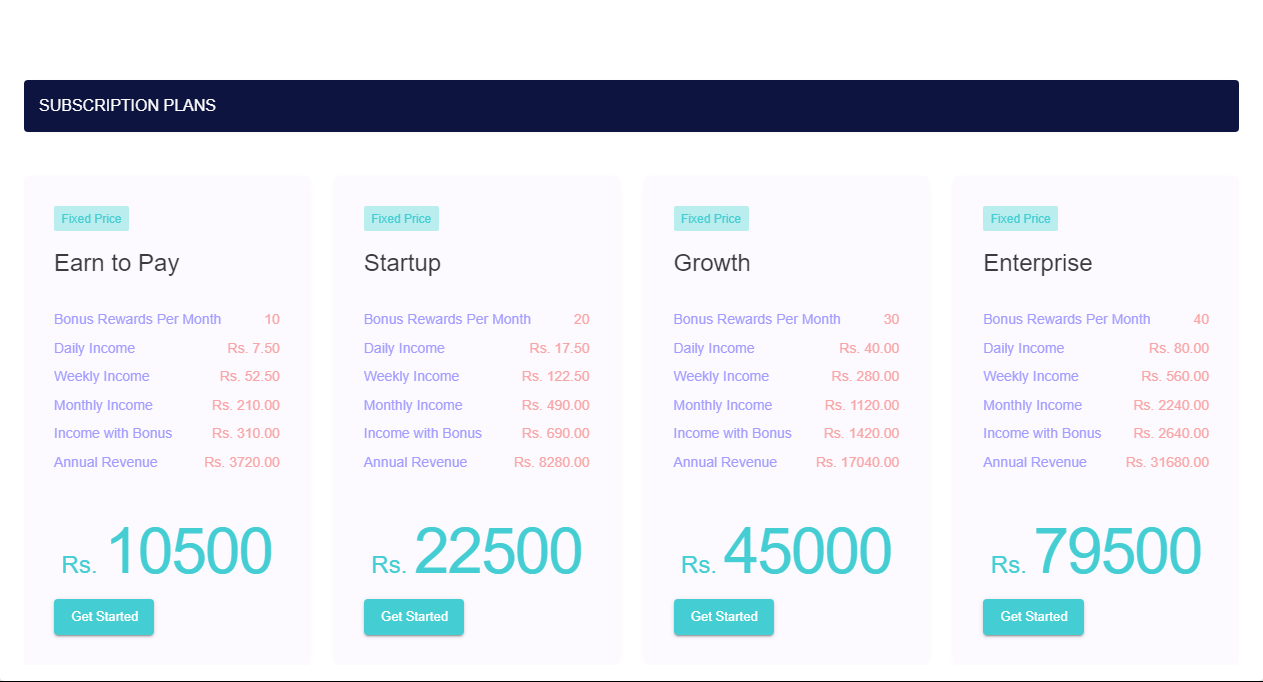 SUBSCRIPTION PLANS
Fixed Price
Earn to Pay
Bonus Rewards Per Month 10
Daily Income Rs. 7.50
Weekly Income Rs. 52.50
Monthly Income Rs. 210.00
Income with Bonus Rs. 310.00
Annual Revenue Rs. 3720.00
Rs. 10500
Get Started
Fixed Price
Startup
Bonus Rewards Per Month 20
Daily Income Rs. 17.50
Weekly Income Rs. 122.50
Monthly Income Rs. 490.00
Income with Bonus Rs. 690.00
Annual Revenue Rs. 8280.00
Rs. 22500
Get Started
Fixed Price
Growth
Bonus Rewards Per Month 30
Daily Income Rs. 40.00
Weekly Income Rs. 280.00
Monthly Income Rs. 1120.00
Income with Bonus Rs. 1420.00
Annual Revenue Rs. 17040.00
Rs. 45000
Get Started
Fixed Price
Enterprise
Bonus Rewards Per Month 40
Daily Income Rs. 80.00
Weekly Income Rs. 560.00
Monthly Income Rs. 2240.00
Income with Bonus Rs. 2640.00
Annual Revenue Rs. 31680.00
Rs. 79500
Get Started